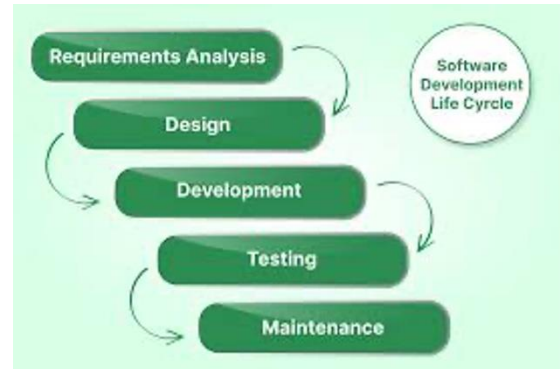 Requirements Analysis
Software
Development
Life Cyrcle
Design
Development
Testing
Maintenance